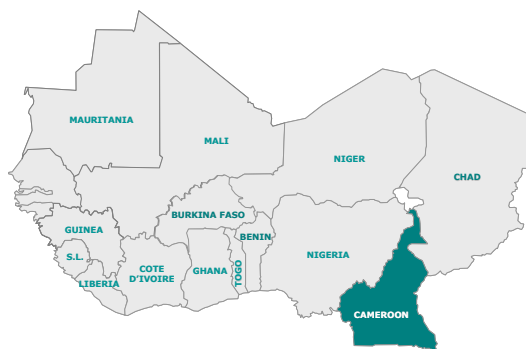 MAURITANIA
MALI
NIGER
CHAD
BURKINA FASO
GUINEA
BENIN
S.L.
COTE
D'IVOIRE
GHANA
TOGO
NIGERIA
LIBERIA
CAMEROON